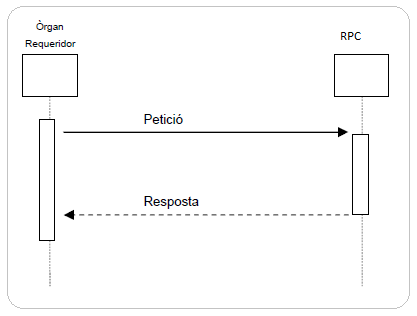 Òrgan
Requeridor
RPC
Petició
Resposta